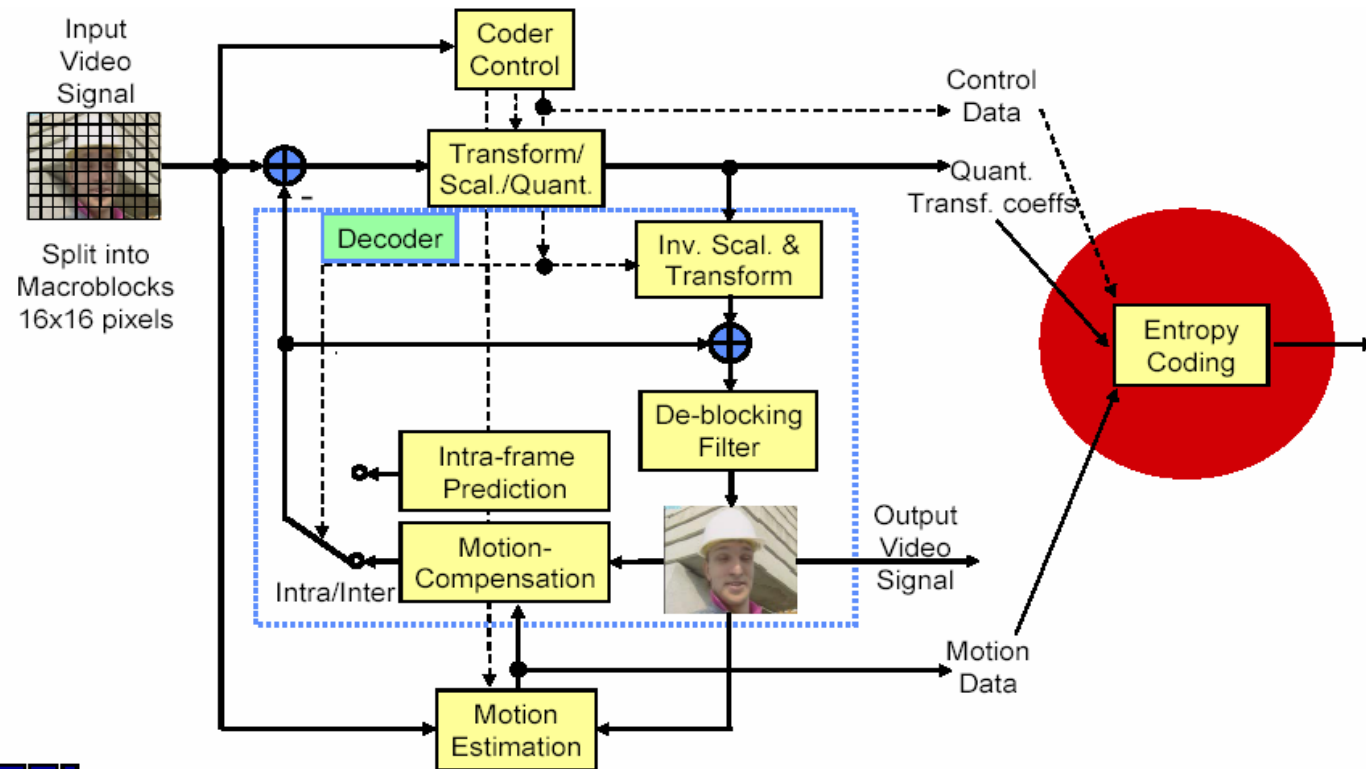 Input
Video
Signal
Split into
Macroblocks
16x16 pixels
Coder
Control
Transform/
Scal./Quant.
-
Decoder
Inv. Scal. &
Transform
De-blocking
Filter
Intra-frame
Prediction
Motion-
Compensation
Intra/Inter
Motion
Estimation
Control
Data
Quant.
Transf. coeffs
Entropy
Coding
Output
Video
Signal
Motion
Data